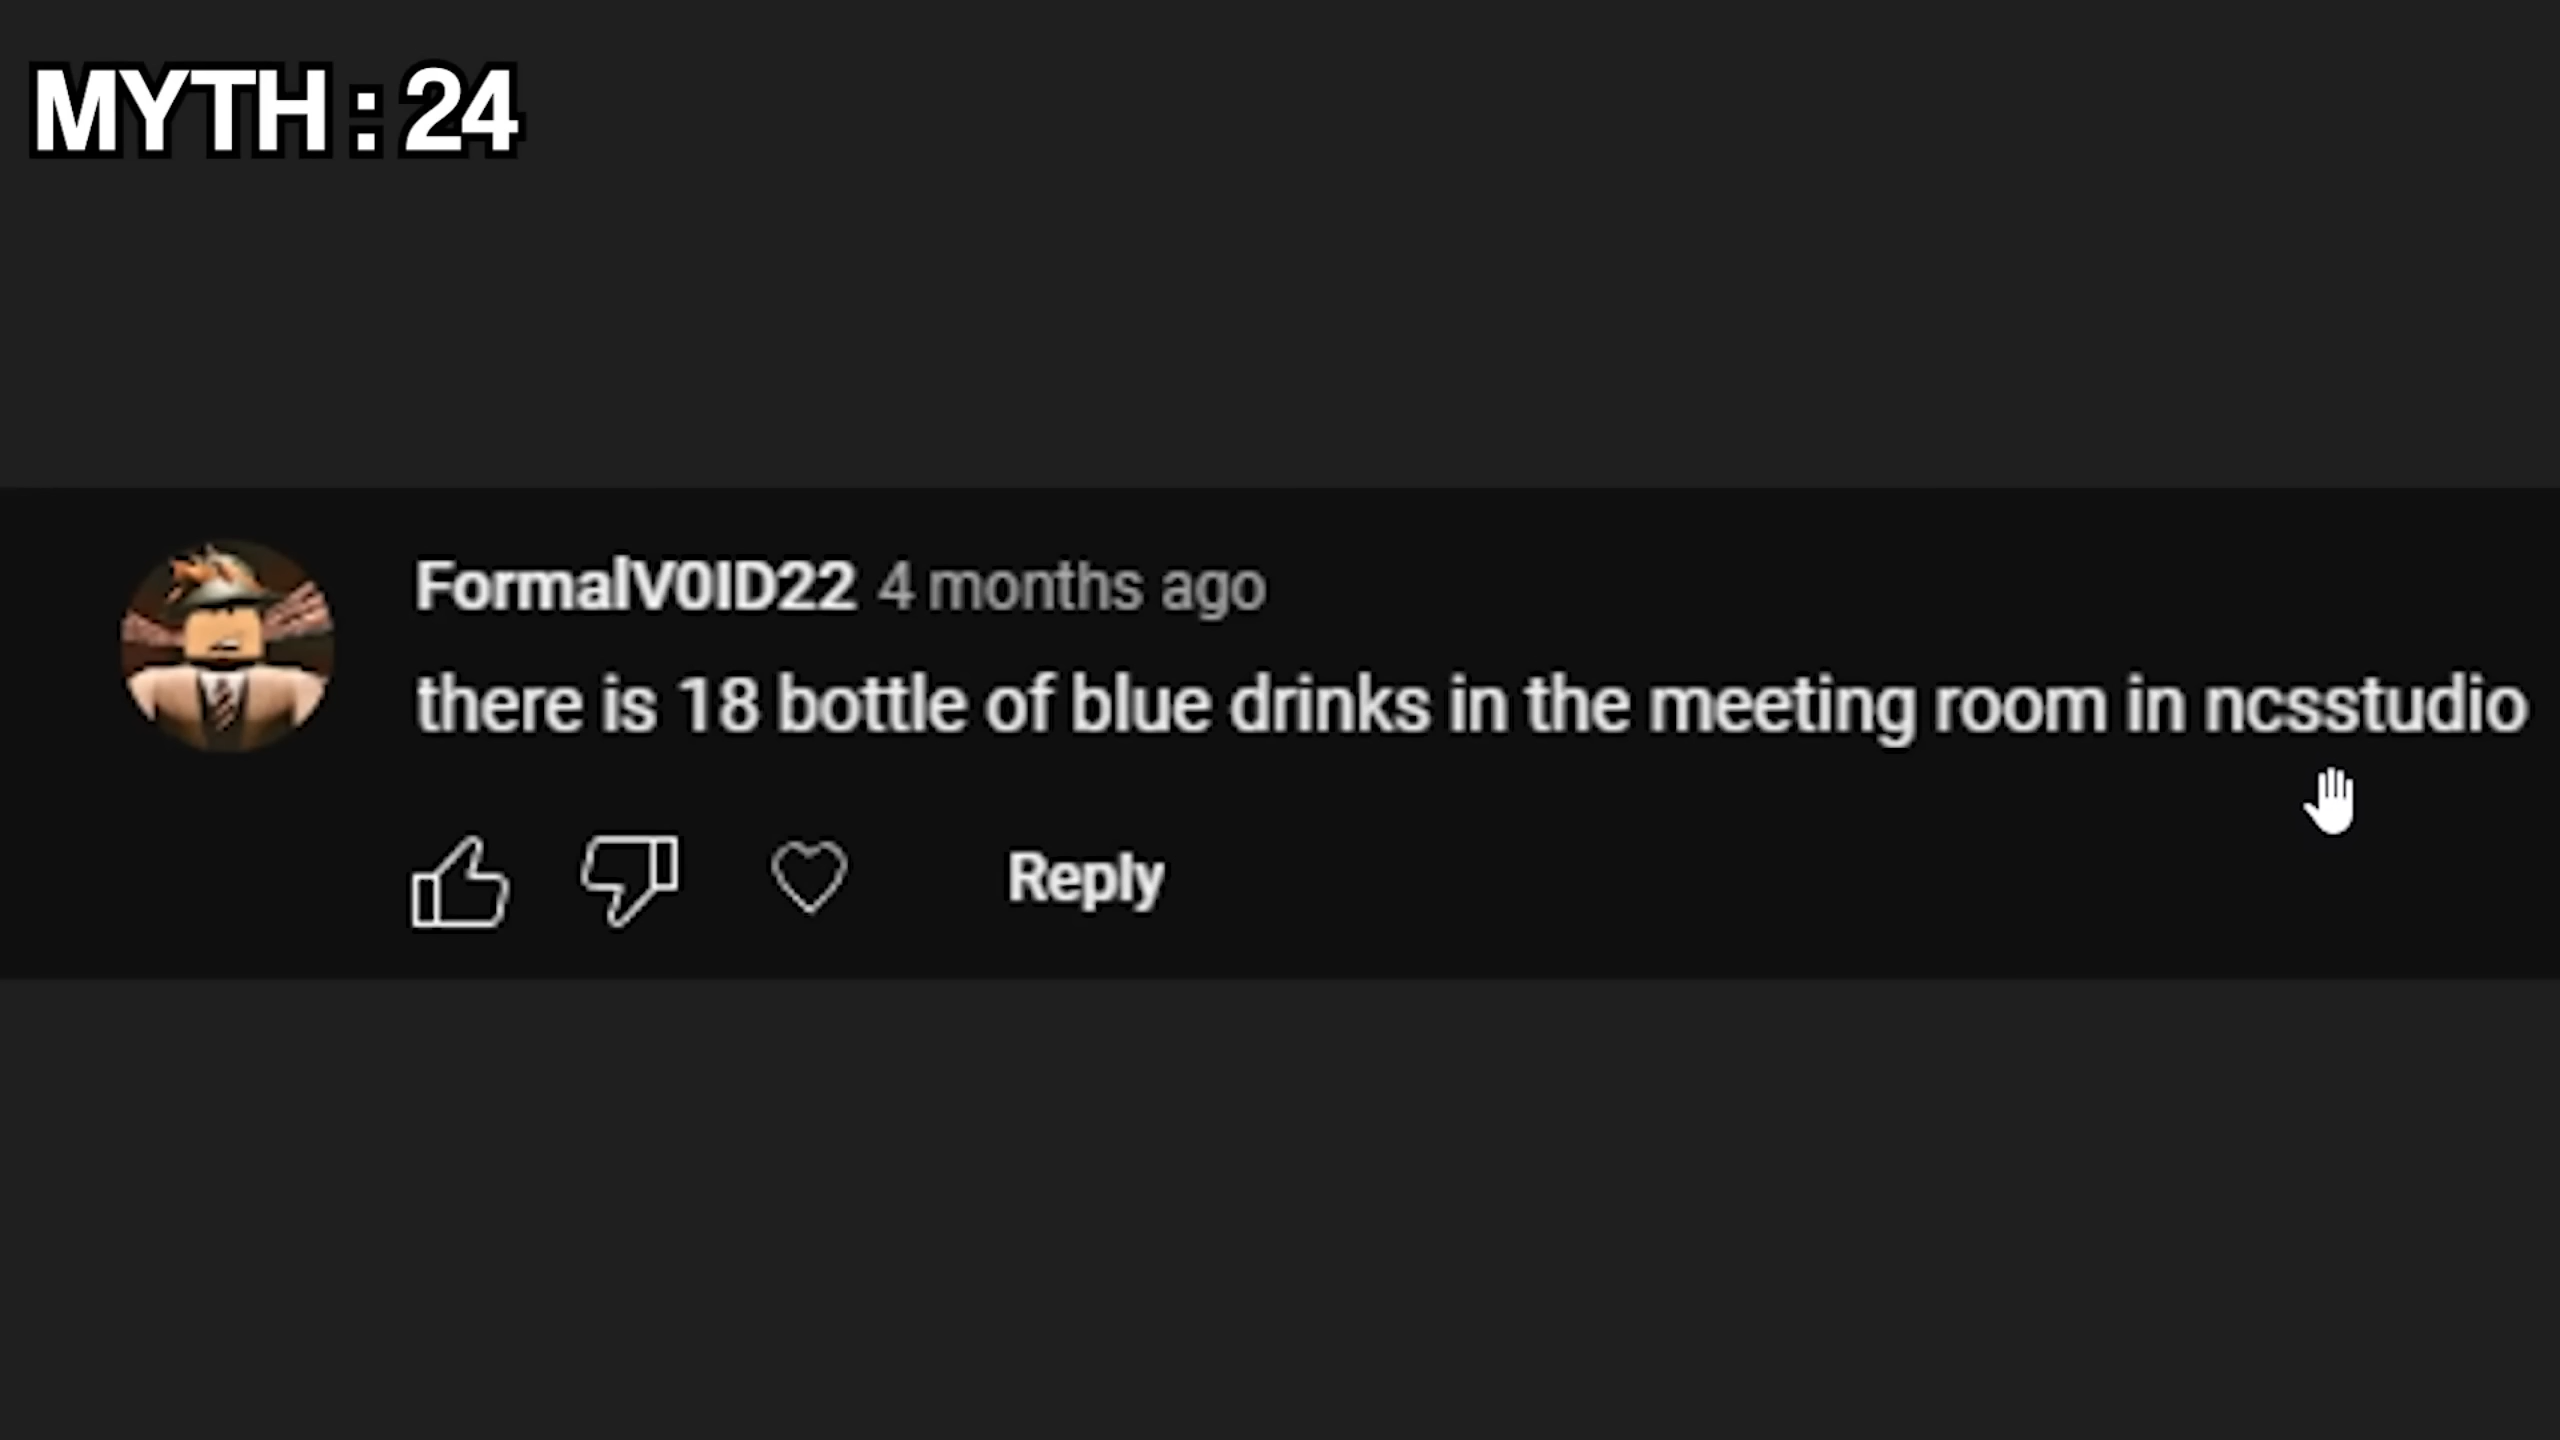 MYTH : 24
FormalV0ID22 4 months ago
there is 18 bottle of blue drinks in the meeting room in ncsstudio
Reply